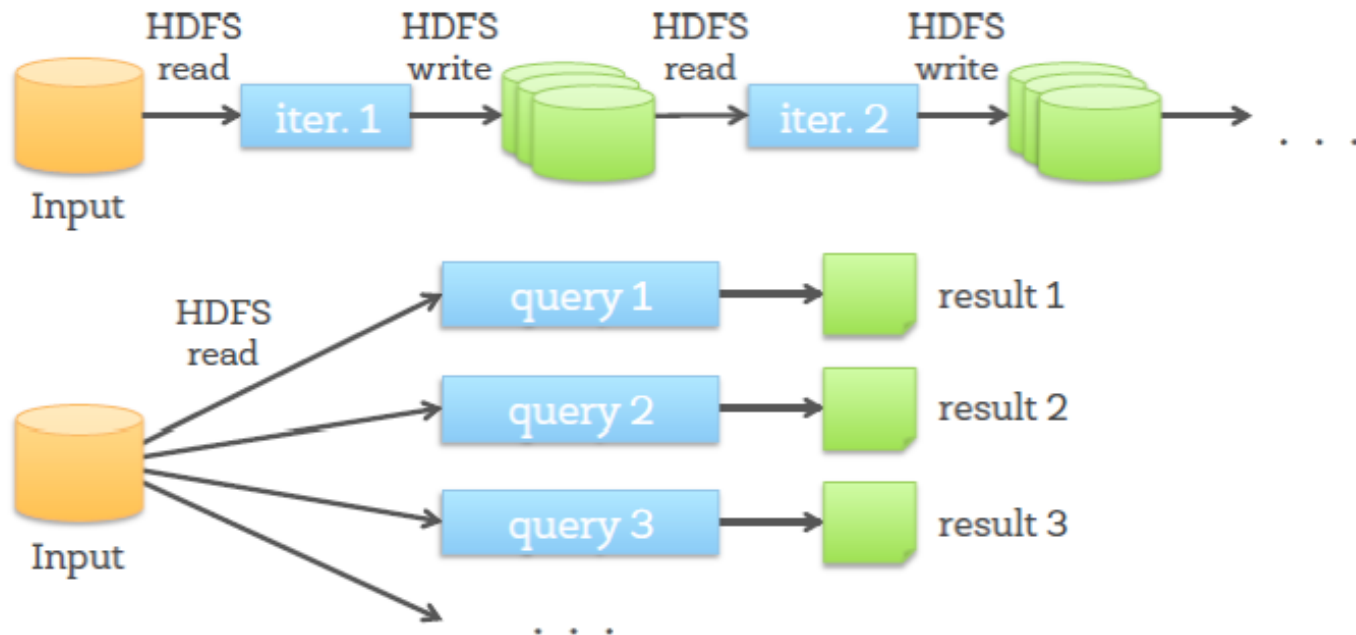 HDFS
read
HDFS
write
HDFS
read
HDFS
write
iter. 1
iter. 2
. . .
Input
HDFS
read
query 1
result 1
query 2
result 2
query 3
result 3
Input
. . .